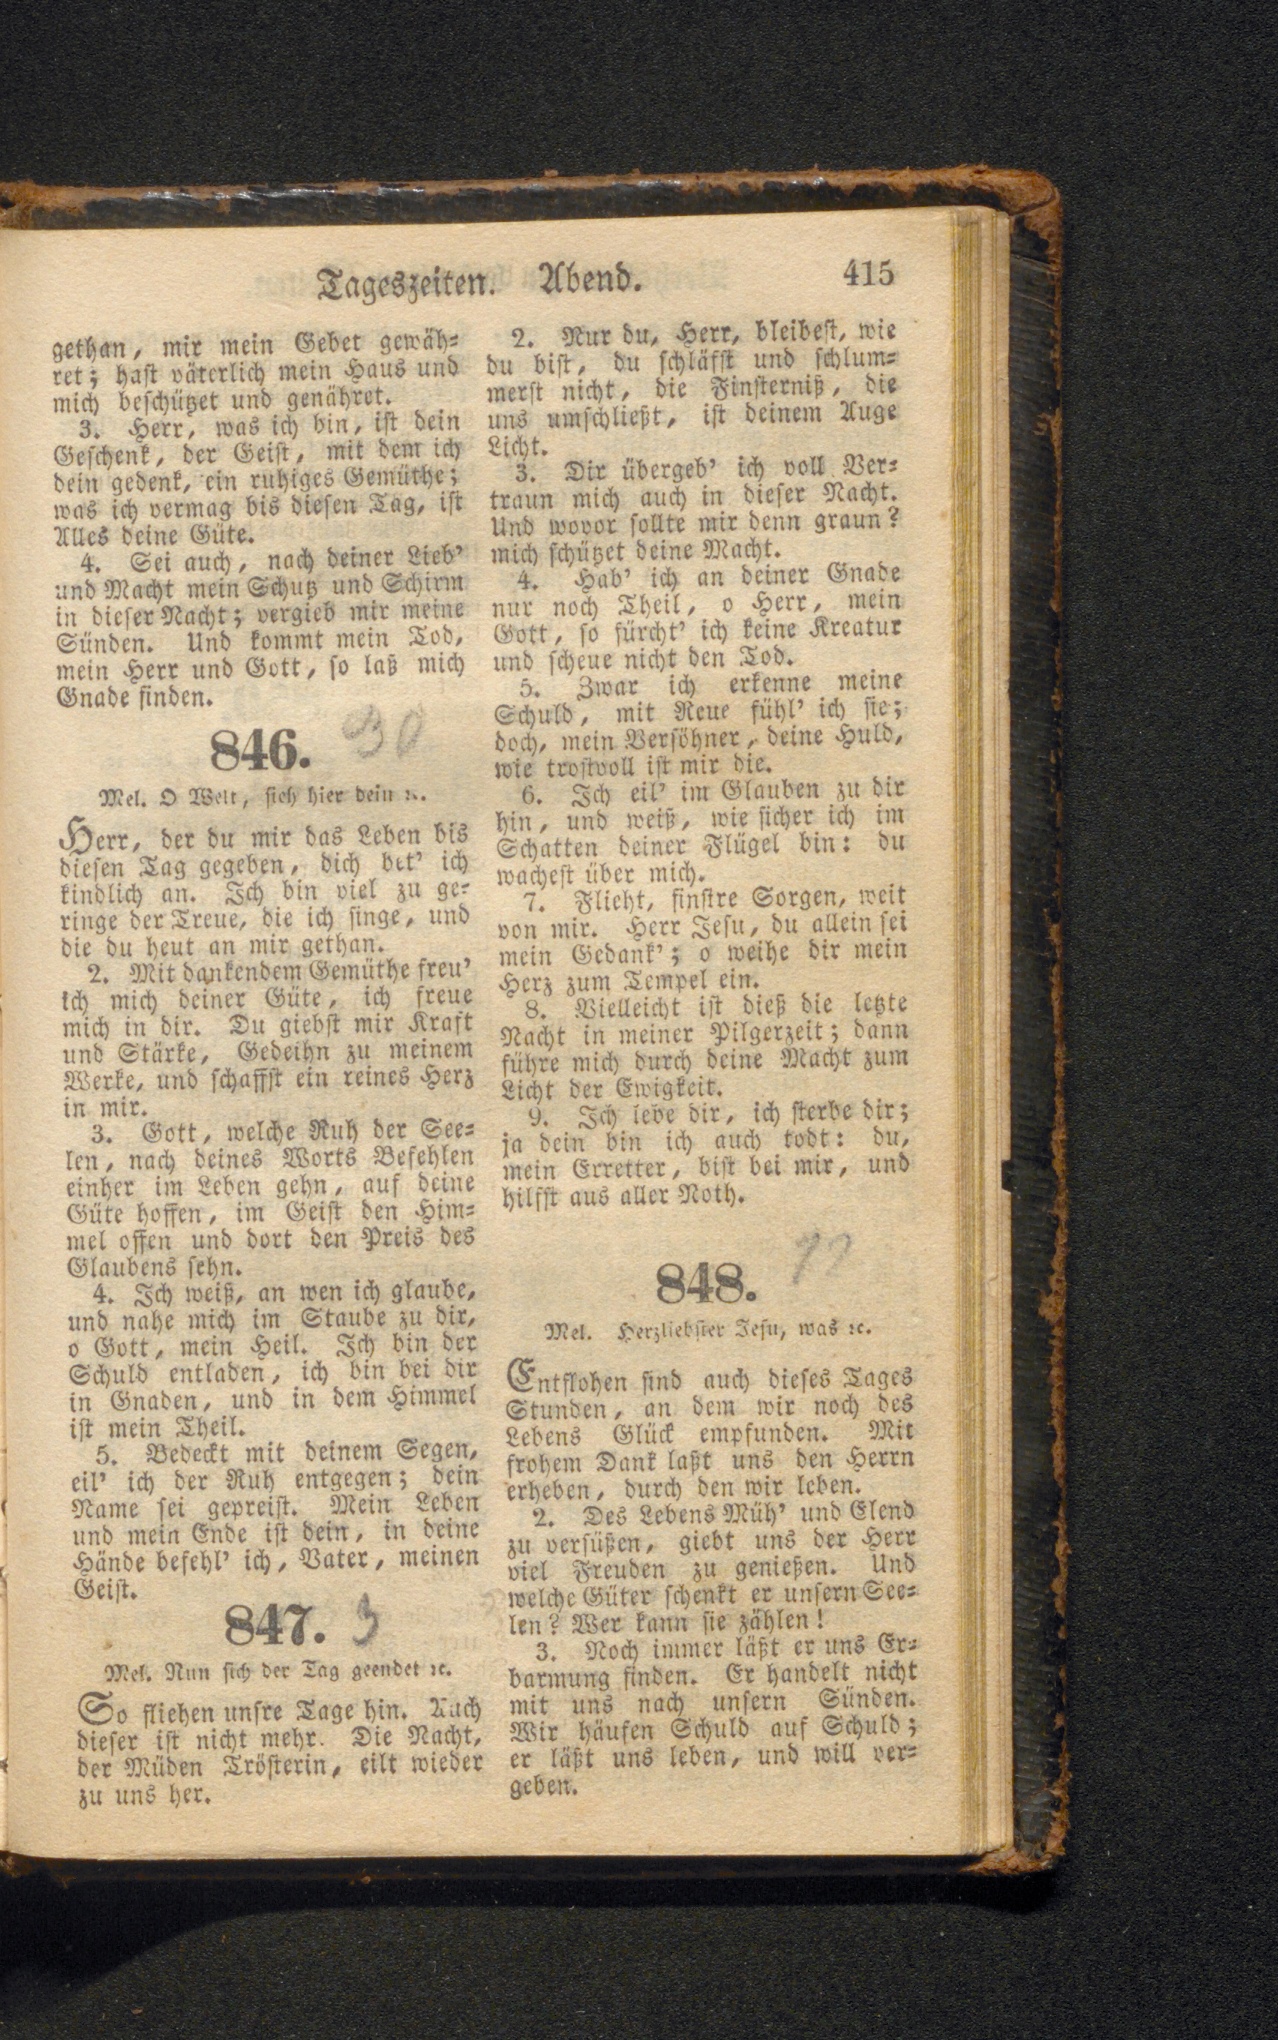 Tageszeiten. Abend. 415
gethan, mir mein Gebet gewäh=
ret; hast väterlich mein Haus und
mich beschützet und genähret.
3. Herr, was ich bin, ist dein
Geschenk, der Geist, mit dem ich
dein gedenk, ein ruhiges Gemüthe;
was ich vermag bis diesen Tag, ist
Alles deine Güte.
4. Sei auch, nach deiner Lieb'
und Macht mein Schutz und Schirm
in dieser Nacht; vergieb mir meine
Sünden. Und kommt mein Tod,
mein Herr und Gott, so laß mich
Gnade finden.
846. 30
Mel. O Welt, sieh hier dein ꝛc.
Herr, der du mir das Leben bis
diesen Tag gegeben, dich bet' ich
kindlich an. Ich bin viel zu ge=
ringe der Treue, die ich singe, und
die du heut an mir gethan.
2. Mit dankendem Gemüthe freu'
ich mich deiner Güte, ich freue
mich in dir. Du giebst mir Kraft
und Stärke, Gedeihn zu meinem
Werke, und schaffst ein reines Herz
in mir.
3. Gott, welche Ruh der See=
len, nach deines Worts Befehlen
einher im Leben gehn, auf deine
Güte hoffen, im Geist den Him=
mel offen und dort den Preis des
Glaubens sehn.
4. Ich weiß, an wen ich glaube,
und nahe mich im Staube zu dir,
o Gott, mein Heil. Ich bin der
Schuld entladen, ich bin bei dir
in Gnaden, und in dem Himmel
ist mein Theil.
5. Bedeckt mit deinem Segen,
eil' ich der Ruh entgegen; dein
Name sei gepreist. Mein Leben
und mein Ende ist dein, in deine
Hände befehl' ich, Vater, meinen
Geist.
847.
Mel. Nun sich der Tag geendet ꝛc.
So fliehen unsre Tage hin. Auch
dieser ist nicht mehr. Die Nacht,
der Müden Trösterin, eilt wieder
zu uns her.
2. Nur du, Herr, bleibest, wie
du bist, du schläfst und schlum=
merst nicht, die Finsterniß, die
uns umschließt, ist deinem Auge
Licht.
3. Dir übergeb' ich voll Ver=
traun mich auch in dieser Nacht.
Und wovor sollte mir denn graun?
mich schützet deine Macht.
4. Hab' ich an deiner Gnade
nur noch Theil, o Herr, mein
Gott, so fürcht' ich keine Kreatur
und scheue nicht den Tod.
5. Zwar ich erkenne meine
Schuld, mit Reue fühl' ich sie;
doch, mein Versöhner, deine Huld,
wie trostvoll ist mir die.
6. Ich eil' im Glauben zu dir
hin, und weiß, wie sicher ich im
Schatten deiner Flügel bin: du
wachest über mich.
7. Flieht, finstre Sorgen, weit
von mir. Herr Jesu, du allein sei
mein Gedank'; o weihe dir mein
Herz zum Tempel ein.
8. Vielleicht ist dieß die letzte
Nacht in meiner Pilgerzeit; dann
führe mich durch deine Macht zum
Licht der Ewigkeit.
9. Ich lebe dir, ich sterbe dir;
ja dein bin ich auch todt: du,
mein Erretter, bist bei mir, und
hilfst aus aller Noth.
848.
Mel. Herzliebster Jesu, was ꝛc.
Entflohen sind auch dieses Tages
Stunden, an dem wir noch des
Lebens Glück empfunden. Mit
frohem Dank laßt uns den Herrn
erheben, durch den wir leben.
2. Des Lebens Müh' und Elend
zu versüßen, giebt uns der Herr
viel Freuden zu genießen. Und
welche Güter schenkt er unsern See=
len? Wer kann sie zählen!
3. Noch immer läßt er uns Er=
barmung finden. Er handelt nicht
mit uns nach unsern Sünden.
Wir häufen Schuld auf Schuld;
er läßt uns leben, und will ver=
geben.